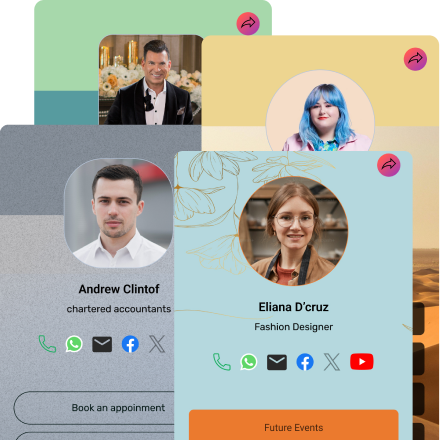 Andrew Clintof
chartered accountants
Book an appoinment
Eliana D'cruz
Fashion Designer
Future Events